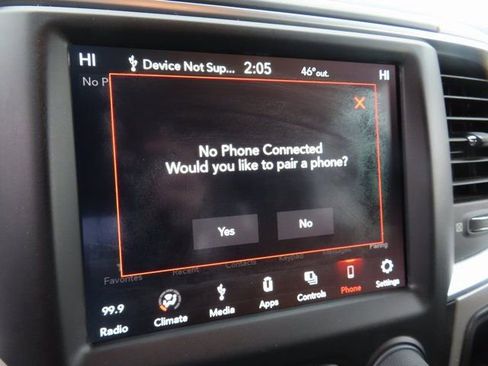 HI Device Not Sup... 2:05 46°out. HI
No P
No Phone Connected
Would you like to pair a phone?
Yes No
Favorites Recent Contacts Keypad Messages Pairing
99.9
Radio Climate Media Apps Controls Phone Settings